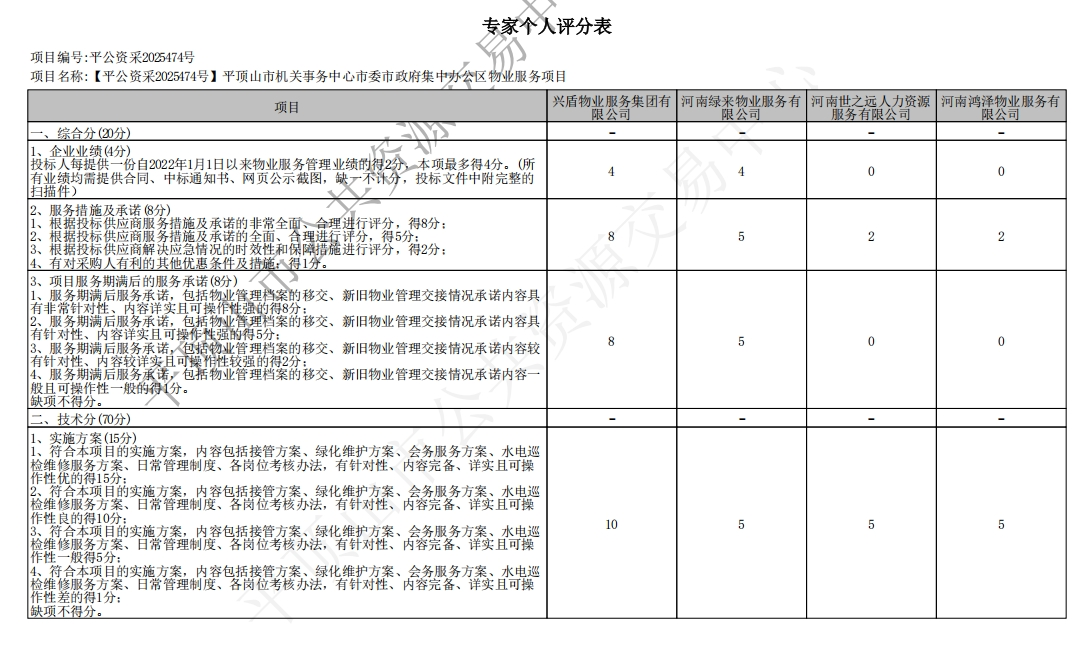 专家个人评分表
项目编号:平公资采2025474号
项目名称:【平公资采2025474号】平顶山市机关事务中心市委市政府集中办公区物业服务项目
项目 兴盾物业服务集团有限公司 河南绿来物业服务有限公司 河南世之远人力资源服务有限公司 河南鸿泽物业服务有限公司
一、综合分(20分) - - - -
1、企业业绩(4分)
投标人每提供一份自2022年1月1日以来物业服务管理业绩的得2分，本项最多得4分。(所
有业绩均需提供合同、中标通知书、网页公示截图，缺一不计分，投标文件中附完整的
扫描件)
4 4 0 0
2、服务措施及承诺(8分)
1、根据投标供应商服务措施及承诺的非常全面、合理进行评分，得8分；
2、根据投标供应商服务措施及承诺的全面、合理进行评分，得5分；
3、根据投标供应商解决应急情况的时效性和保障措施进行评分，得2分；
4、有对采购人有利的其他优惠条件及措施；得1分。
8 5 2 2
3、项目服务期满后的服务承诺(8分)
1、服务期满后服务承诺，包括物业管理档案的移交、新旧物业管理交接情况承诺内容具
有非常针对性、内容详实且可操作性强的得8分；
2、服务期满后服务承诺，包括物业管理档案的移交、新旧物业管理交接情况承诺内容具
有针对性、内容详实且可操作性强的得5分；
3、服务期满后服务承诺，包括物业管理档案的移交、新旧物业管理交接情况承诺内容较
有针对性、内容较详实且可操作性较强的得2分；
4、服务期满后服务承诺，包括物业管理档案的移交、新旧物业管理交接情况承诺内容一
般且可操作性一般的得1分。
缺项不得分。
8 5 0 0
二、技术分(70分) - - - -
1、实施方案(15分)
1、符合本项目的实施方案，内容包括接管方案、绿化维护方案、会务服务方案、水电巡
检维修服务方案、日常管理制度、各岗位考核办法，有针对性、内容完备、详实且可操
作性优的得15分；
2、符合本项目的实施方案，内容包括接管方案、绿化维护方案、会务服务方案、水电巡
检维修服务方案、日常管理制度、各岗位考核办法，有针对性、内容完备、详实且可操
作性良的得10分；
3、符合本项目的实施方案，内容包括接管方案、绿化维护方案、会务服务方案、水电巡
检维修服务方案、日常管理制度、各岗位考核办法，有针对性、内容完备、详实且可操
作性一般得5分；
4、符合本项目的实施方案，内容包括接管方案、绿化维护方案、会务服务方案、水电巡
检维修服务方案、日常管理制度、各岗位考核办法，有针对性、内容完备、详实且可操
作性差的得1分；
缺项不得分。
10 5 5 5
平顶山市公共资源交易中心
平顶山市公共资源交易中心